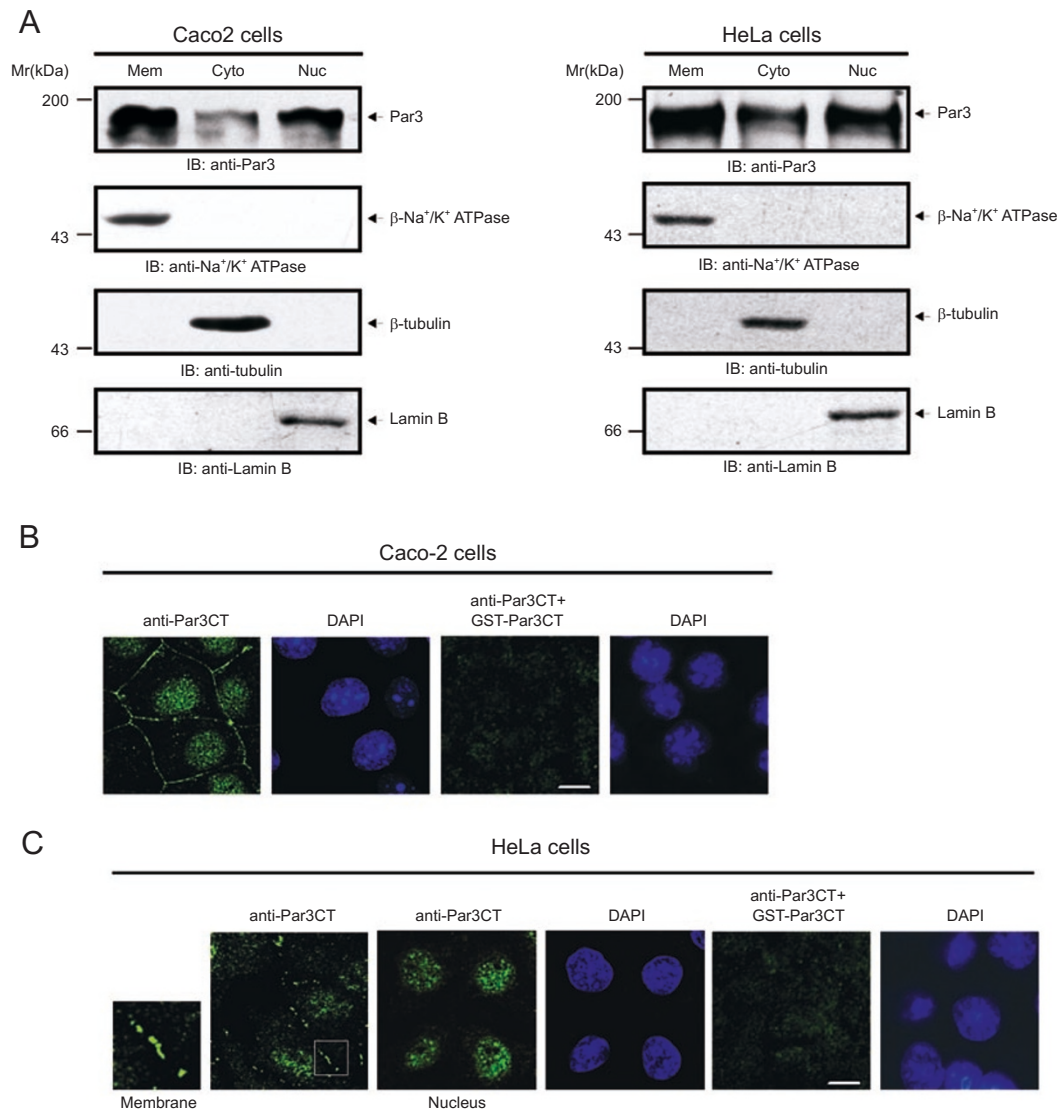 A
Caco2 cells
Mr(kDa) Mem Cyto Nuc
200
Par3
IB: anti-Par3
β-Na⁺/K⁺ ATPase
43
IB: anti-Na⁺/K⁺ ATPase
β-tubulin
43
IB: anti-tubulin
Lamin B
66
IB: anti-Lamin B
HeLa cells
Mr(kDa) Mem Cyto Nuc
200
Par3
IB: anti-Par3
β-Na⁺/K⁺ ATPase
43
IB: anti-Na⁺/K⁺ ATPase
β-tubulin
43
IB: anti-tubulin
Lamin B
66
IB: anti-Lamin B
B
Caco-2 cells
anti-Par3CT
DAPI
anti-Par3CT+
GST-Par3CT
DAPI
C
HeLa cells
anti-Par3CT
anti-Par3CT
DAPI
anti-Par3CT+
GST-Par3CT
DAPI
Membrane
Nucleus